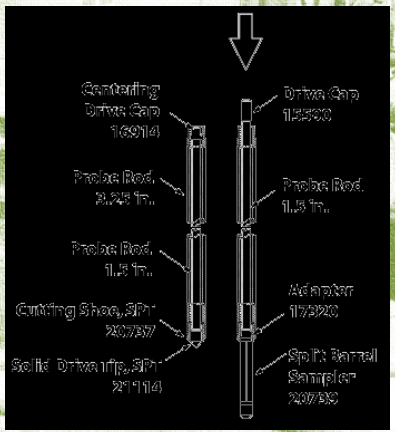 Centering
Drive Cap
16914
Probe Rod
3.25 in.
Probe Rod
1.5 in.
Cutting Shoe, SPT
20737
Solid Drive Tip, SPT
21114
Drive Cap
15590
Probe Rod
1.5 in.
Adapter
17320
Split Barrel
Sampler
20739